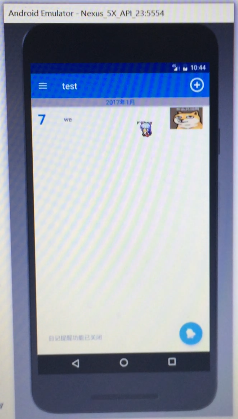 Android Emulator - Nexus_5X_API_23:5554
10:44
test
2017年1月
7
we